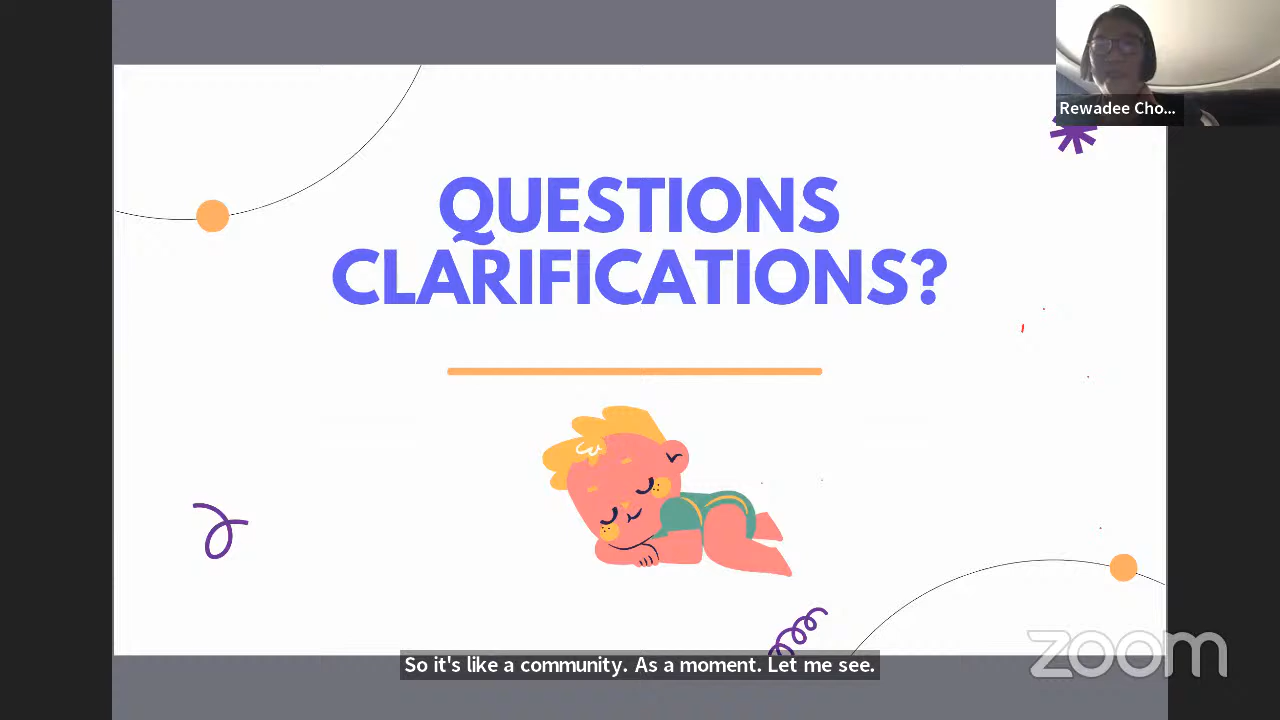 Rewadee Cho...
QUESTIONS
CLARIFICATIONS?
So it's like a community. As a moment. Let me see.
zoom